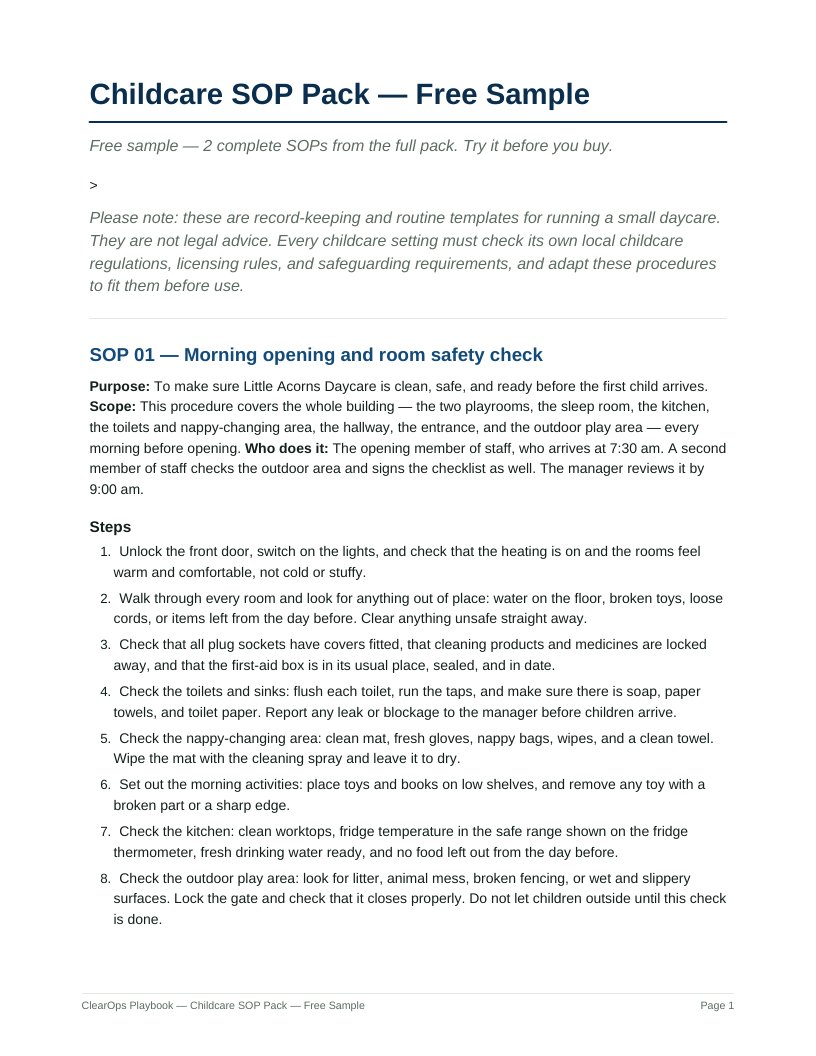 Childcare SOP Pack — Free Sample
Free sample — 2 complete SOPs from the full pack. Try it before you buy.
>
Please note: these are record-keeping and routine templates for running a small daycare.
They are not legal advice. Every childcare setting must check its own local childcare
regulations, licensing rules, and safeguarding requirements, and adapt these procedures
to fit them before use.
SOP 01 — Morning opening and room safety check
Purpose: To make sure Little Acorns Daycare is clean, safe, and ready before the first child arrives.
Scope: This procedure covers the whole building — the two playrooms, the sleep room, the kitchen,
the toilets and nappy-changing area, the hallway, the entrance, and the outdoor play area — every
morning before opening. Who does it: The opening member of staff, who arrives at 7:30 am. A second
member of staff checks the outdoor area and signs the checklist as well. The manager reviews it by
9:00 am.
Steps
1. Unlock the front door, switch on the lights, and check that the heating is on and the rooms feel
warm and comfortable, not cold or stuffy.
2. Walk through every room and look for anything out of place: water on the floor, broken toys, loose
cords, or items left from the day before. Clear anything unsafe straight away.
3. Check that all plug sockets have covers fitted, that cleaning products and medicines are locked
away, and that the first-aid box is in its usual place, sealed, and in date.
4. Check the toilets and sinks: flush each toilet, run the taps, and make sure there is soap, paper
towels, and toilet paper. Report any leak or blockage to the manager before children arrive.
5. Check the nappy-changing area: clean mat, fresh gloves, nappy bags, wipes, and a clean towel.
Wipe the mat with the cleaning spray and leave it to dry.
6. Set out the morning activities: place toys and books on low shelves, and remove any toy with a
broken part or a sharp edge.
7. Check the kitchen: clean worktops, fridge temperature in the safe range shown on the fridge
thermometer, fresh drinking water ready, and no food left out from the day before.
8. Check the outdoor play area: look for litter, animal mess, broken fencing, or wet and slippery
surfaces. Lock the gate and check that it closes properly. Do not let children outside until this check
is done.
ClearOps Playbook — Childcare SOP Pack — Free Sample
Page 1